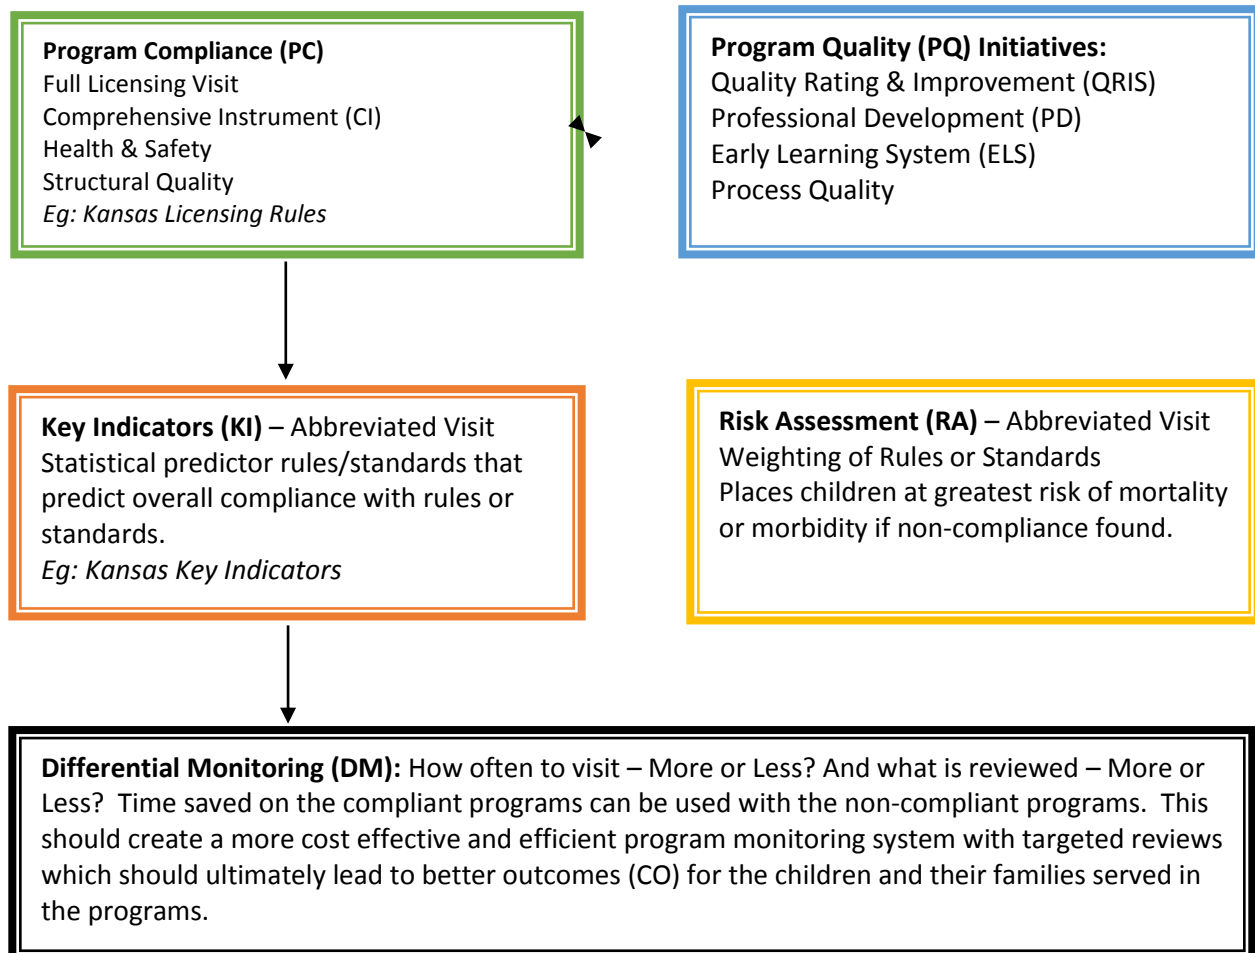 Program Compliance (PC)
Full Licensing Visit
Comprehensive Instrument (CI)
Health & Safety
Structural Quality
Eg: Kansas Licensing Rules
Program Quality (PQ) Initiatives:
Quality Rating & Improvement (QRIS)
Professional Development (PD)
Early Learning System (ELS)
Process Quality
Key Indicators (KI) – Abbreviated Visit
Statistical predictor rules/standards that
predict overall compliance with rules or
standards.
Eg: Kansas Key Indicators
Risk Assessment (RA) – Abbreviated Visit
Weighting of Rules or Standards
Places children at greatest risk of mortality
or morbidity if non-compliance found.
Differential Monitoring (DM): How often to visit – More or Less? And what is reviewed – More or
Less? Time saved on the compliant programs can be used with the non-compliant programs. This
should create a more cost effective and efficient program monitoring system with targeted reviews
which should ultimately lead to better outcomes (CO) for the children and their families served in
the programs.